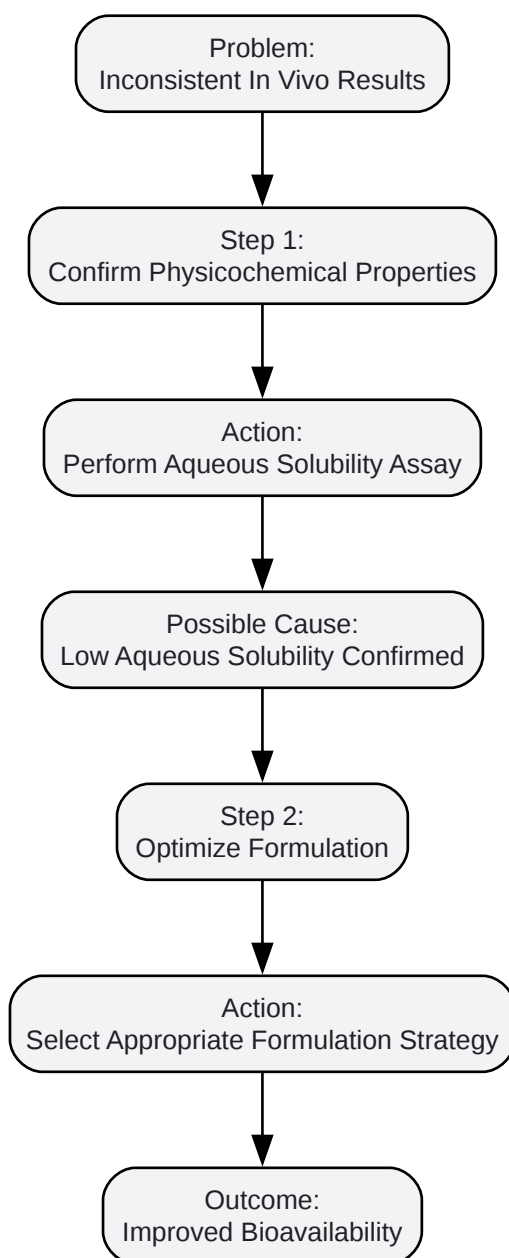 Problem:
Inconsistent In Vivo Results
Step 1:
Confirm Physicochemical Properties
Action:
Perform Aqueous Solubility Assay
Possible Cause:
Low Aqueous Solubility Confirmed
Step 2:
Optimize Formulation
Action:
Select Appropriate Formulation Strategy
Outcome:
Improved Bioavailability